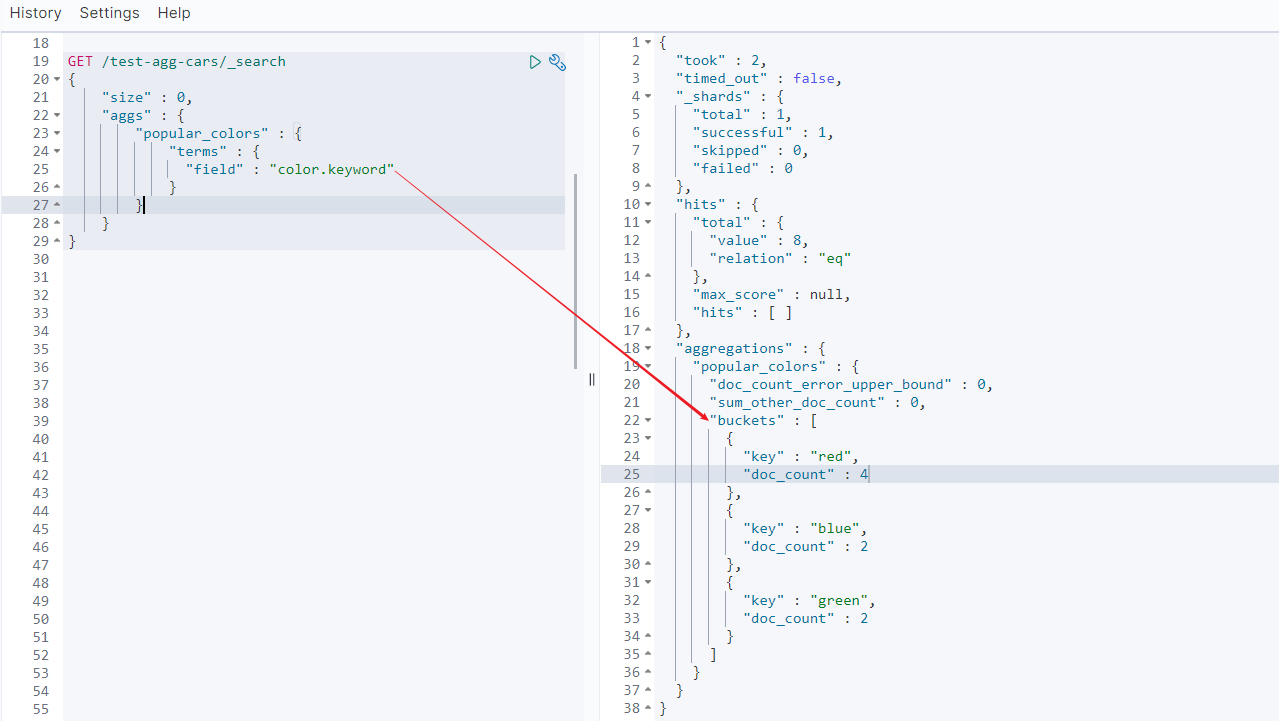 History Settings Help
18
19 GET /test-agg-cars/_search
20 {
21 "size" : 0,
22 "aggs" : {
23 "popular_colors" : {
24 "terms" : {
25 "field" : "color.keyword"
26 }
27 }
28 }
29 }
30
31
32
33
34
35
36
37
38
39
40
41
42
43
44
45
46
47
48
49
50
51
52
53
54
55
1 {
2 "took" : 2,
3 "timed_out" : false,
4 "_shards" : {
5 "total" : 1,
6 "successful" : 1,
7 "skipped" : 0,
8 "failed" : 0
9 },
10 "hits" : {
11 "total" : {
12 "value" : 8,
13 "relation" : "eq"
14 },
15 "max_score" : null,
16 "hits" : [ ]
17 },
18 "aggregations" : {
19 "popular_colors" : {
20 "doc_count_error_upper_bound" : 0,
21 "sum_other_doc_count" : 0,
22 "buckets" : [
23 {
24 "key" : "red",
25 "doc_count" : 4
26 },
27 {
28 "key" : "blue",
29 "doc_count" : 2
30 },
31 {
32 "key" : "green",
33 "doc_count" : 2
34 }
35 ]
36 }
37 }
38 }